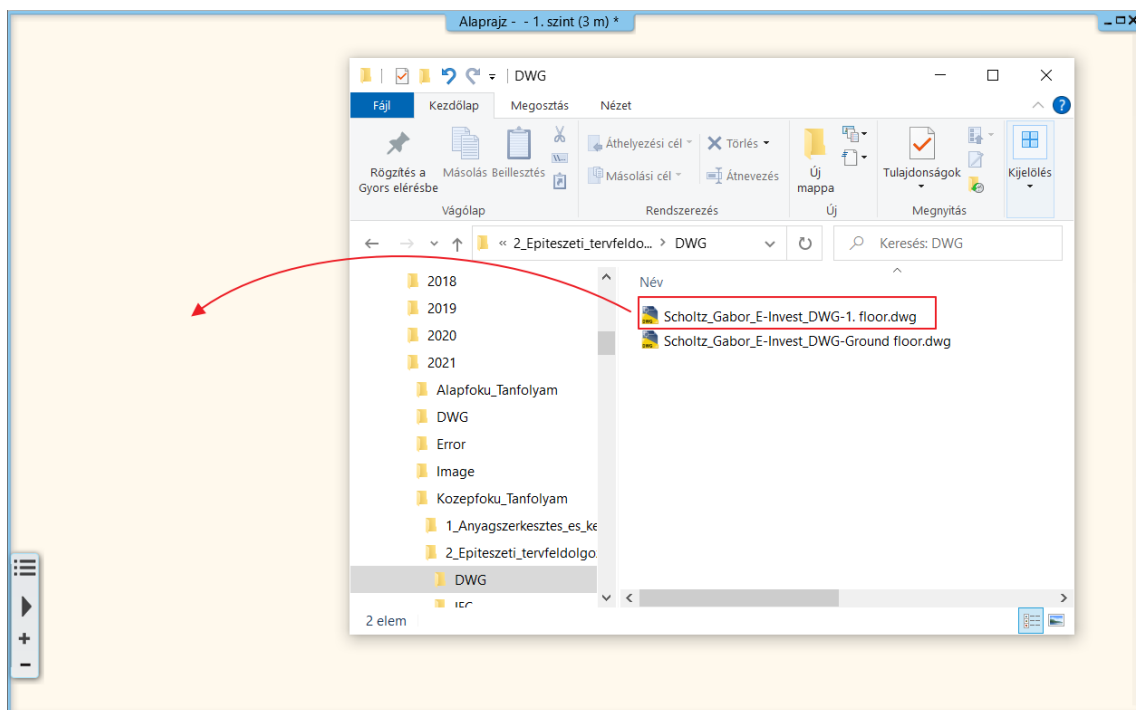 Alaprajz - - 1. szint (3 m) *
DWG
Fájl Kezdőlap Megosztás Nézet
Rögzítés a Gyors elérésbe
Másolás Beillesztés
Áthelyezési cél Törlés
Másolási cél Átnevezés
Új mappa
Tulajdonságok
Kijelölés
Vágólap Rendszerezés Új Megnyitás
« 2_Epiteszeti_tervfeldo... > DWG
Keresés: DWG
Név
2018
2019
2020
2021
Alapfoku_Tanfolyam
DWG
Error
Image
Kozepfoku_Tanfolyam
1_Anyagszerkesztes_es_ke
2_Epiteszeti_tervfeldolgo
DWG
IFC
Scholtz_Gabor_E-Invest_DWG-1. floor.dwg
Scholtz_Gabor_E-Invest_DWG-Ground floor.dwg
2 elem